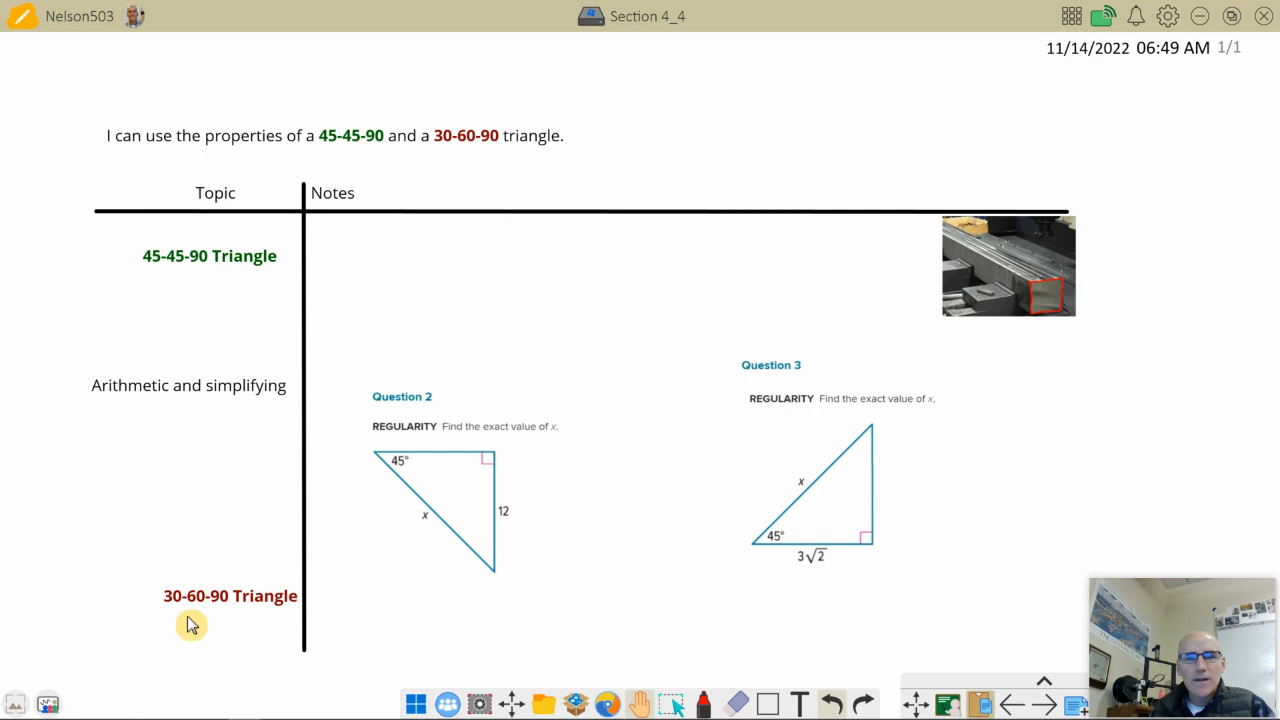 Nelson503
Section 4_4
11/14/2022 06:49 AM 1/1
I can use the properties of a 45-45-90 and a 30-60-90 triangle.
Topic
Notes
45-45-90 Triangle
Arithmetic and simplifying
Question 2
REGULARITY Find the exact value of x.
45°
x
12
Question 3
REGULARITY Find the exact value of x.
x
45°
3√2
30-60-90 Triangle
T